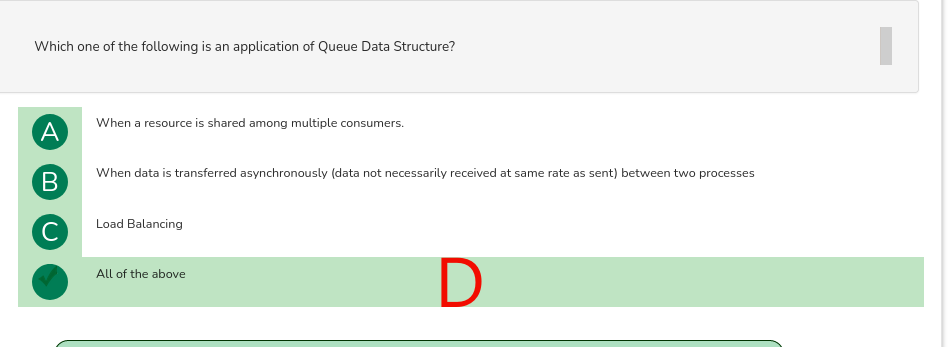 Which one of the following is an application of Queue Data Structure?
A When a resource is shared among multiple consumers.
B When data is transferred asynchronously (data not necessarily received at same rate as sent) between two processes
C Load Balancing
All of the above D